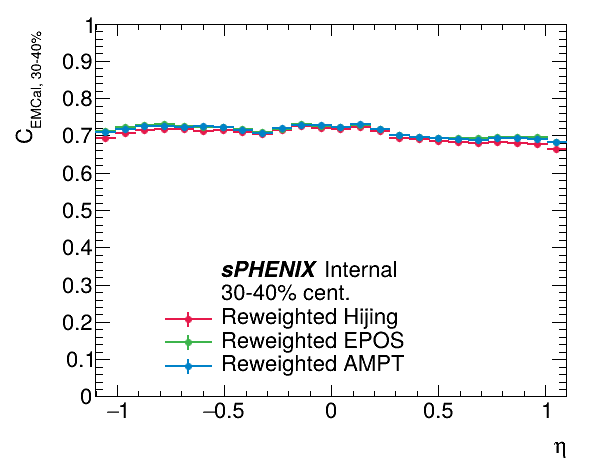 C_EMCal, 30-40%
1
0.9
0.8
0.7
0.6
0.5
0.4
0.3
0.2
0.1
0
sPHENIX Internal
30-40% cent.
Reweighted Hijing
Reweighted EPOS
Reweighted AMPT
−1 −0.5 0 0.5 1
η